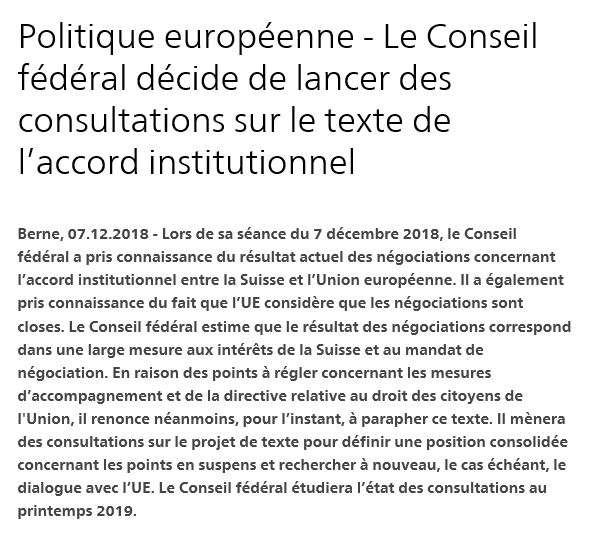 Politique européenne - Le Conseil
fédéral décide de lancer des
consultations sur le texte de
l’accord institutionnel
Berne, 07.12.2018 - Lors de sa séance du 7 décembre 2018, le Conseil
fédéral a pris connaissance du résultat actuel des négociations concernant
l’accord institutionnel entre la Suisse et l’Union européenne. Il a également
pris connaissance du fait que l’UE considère que les négociations sont
closes. Le Conseil fédéral estime que le résultat des négociations correspond
dans une large mesure aux intérêts de la Suisse et au mandat de
négociation. En raison des points à régler concernant les mesures
d’accompagnement et de la directive relative au droit des citoyens de
l'Union, il renonce néanmoins, pour l’instant, à parapher ce texte. Il mènera
des consultations sur le projet de texte pour définir une position consolidée
concernant les points en suspens et rechercher à nouveau, le cas échéant, le
dialogue avec l’UE. Le Conseil fédéral étudiera l’état des consultations au
printemps 2019.